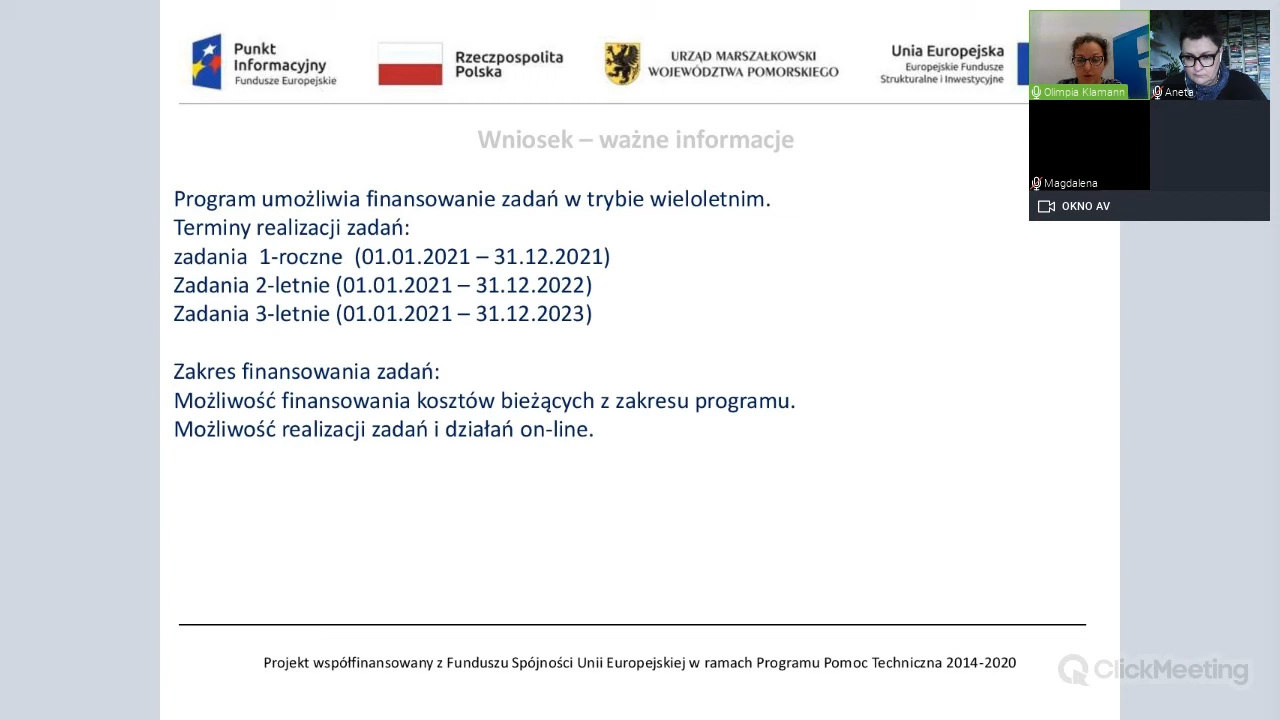 Punkt
Informacyjny
Fundusze Europejskie
Rzeczpospolita
Polska
URZĄD MARSZAŁKOWSKI
WOJEWÓDZTWA POMORSKIEGO
Unia Europejska
Europejskie Fundusze
Strukturalne i Inwestycyjne
Olimpia Klamann
Aneta
Magdalena
OKNO AV
Wniosek – ważne informacje
Program umożliwia finansowanie zadań w trybie wieloletnim.
Terminy realizacji zadań:
zadania 1-roczne (01.01.2021 – 31.12.2021)
Zadania 2-letnie (01.01.2021 – 31.12.2022)
Zadania 3-letnie (01.01.2021 – 31.12.2023)
Zakres finansowania zadań:
Możliwość finansowania kosztów bieżących z zakresu programu.
Możliwość realizacji zadań i działań on-line.
Projekt współfinansowany z Funduszu Spójności Unii Europejskiej w ramach Programu Pomoc Techniczna 2014-2020
ClickMeeting